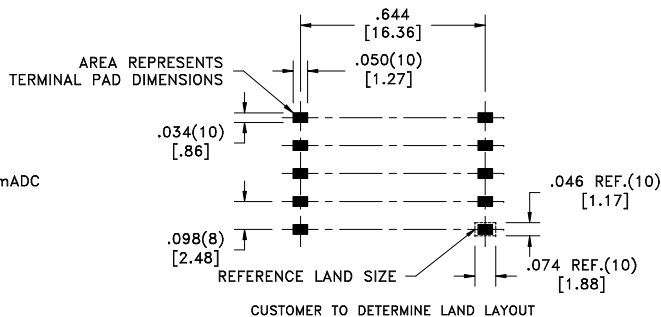 .644
[16.36]
AREA REPRESENTS
TERMINAL PAD DIMENSIONS
.050(10)
[1.27]
.034(10)
[.86]
mADC
.046 REF.(10)
[1.17]
.098(8)
[2.48]
REFERENCE LAND SIZE
.074 REF.(10)
[1.88]
CUSTOMER TO DETERMINE LAND LAYOUT